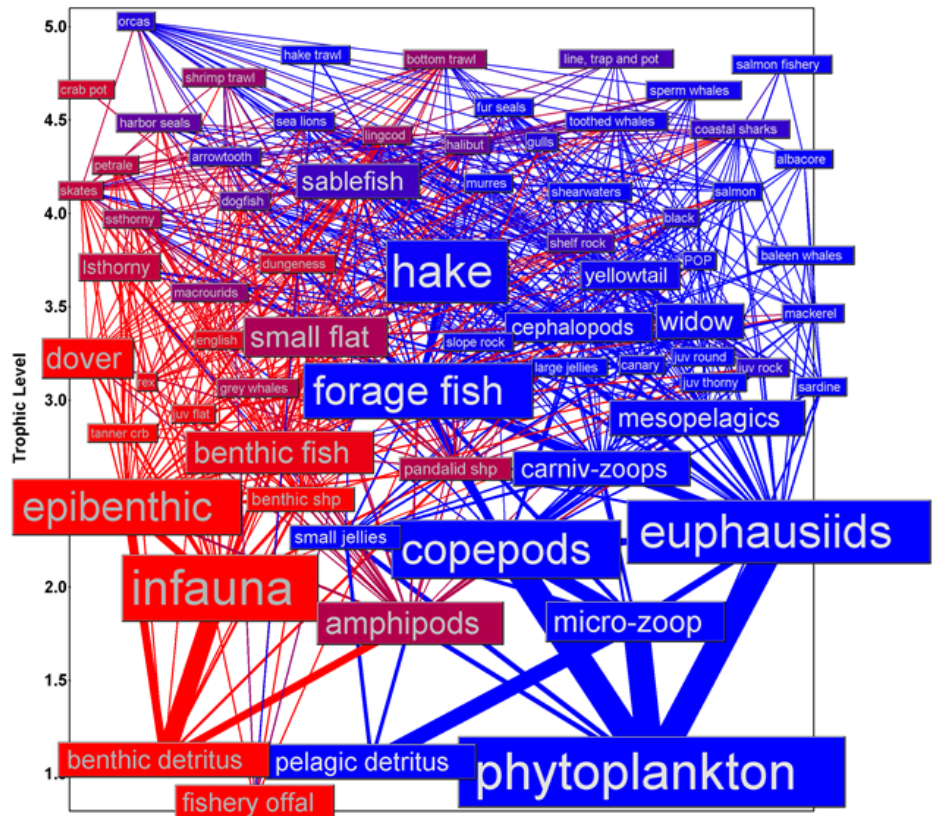 5.0
orcas
hake trawl
bottom trawl
line, trap and pot
salmon fishery
shrimp trawl
crab pot
sperm whales
fur seals
4.5
harbor seals
sea lions
toothed whales
coastal sharks
lingcod
gulls
halibut
arrowtooth
albacore
petrale
sablefish
murres
skates
shearwaters
salmon
dogfish
4.0
ssthorny
black
shelf rock
baleen whales
POP
lsthorny
dungeness
hake
yellowtail
macrourids
3.5
mackerel
widow
cephalopods
small flat
english
slope rock
dover
juv round
large jellies
canary
juv rock
rex
grey whales
forage fish
juv thorny
sardine
3.0
juv flat
mesopelagics
tanner crb
benthic fish
pandalid shp
carniv-zoops
Trophic Level
epibenthic
benthic shp
small jellies
copepods
euphausiids
2.0
infauna
amphipods
micro-zoop
1.5
benthic detritus
pelagic detritus
phytoplankton
fishery offal